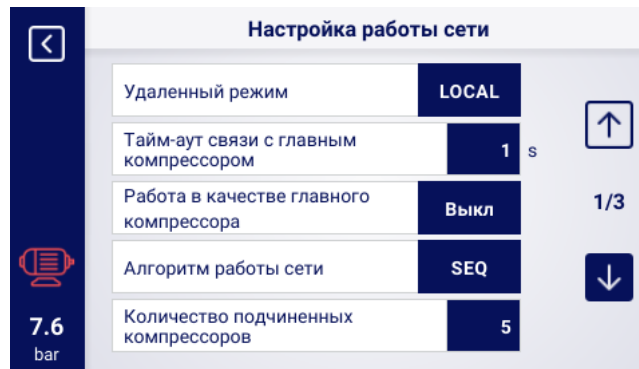 Настройка работы сети
Удаленный режим
LOCAL
Тайм-аут связи с главным
компрессором
1
s
Работа в качестве главного
компрессора
Выкл
1/3
Алгоритм работы сети
SEQ
Количество подчиненных
компрессоров
5
7.6
bar